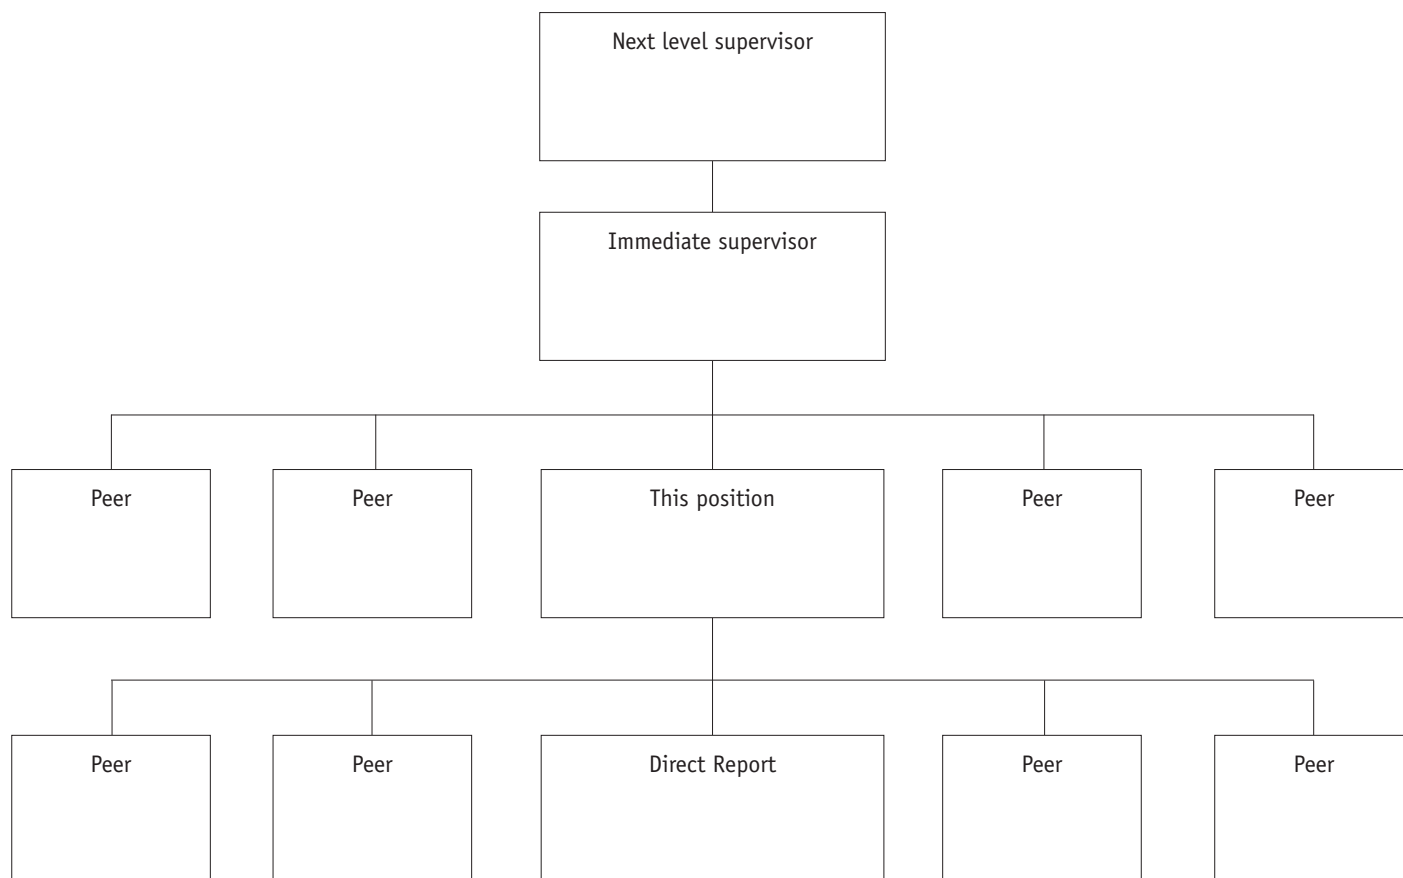 Next level supervisor
Immediate supervisor
Peer
Peer
This position
Peer
Peer
Peer
Peer
Direct Report
Peer
Peer